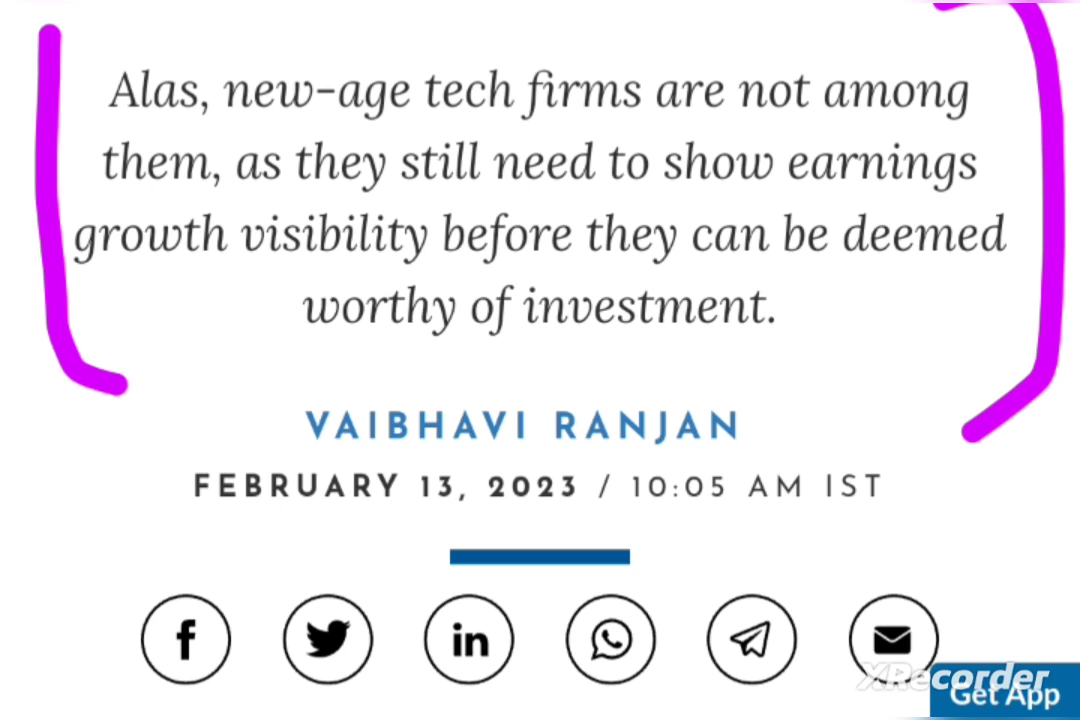 Alas, new-age tech firms are not among
them, as they still need to show earnings
growth visibility before they can be deemed
worthy of investment.
VAIBHAVI RANJAN
FEBRUARY 13, 2023 / 10:05 AM IST
XRecorder
Get App